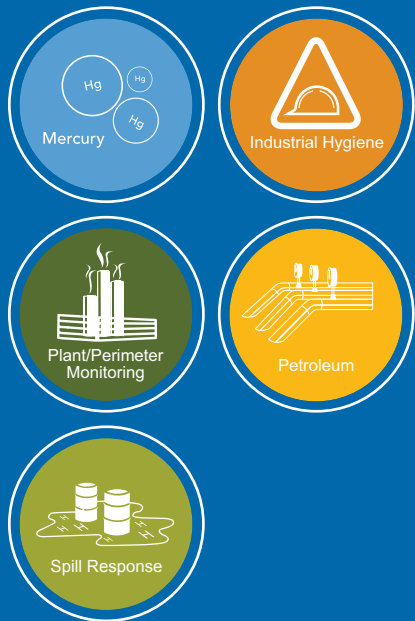 Hg
Hg
Hg
Mercury
Industrial Hygiene
Plant/Perimeter
Monitoring
Petroleum
Spill Response